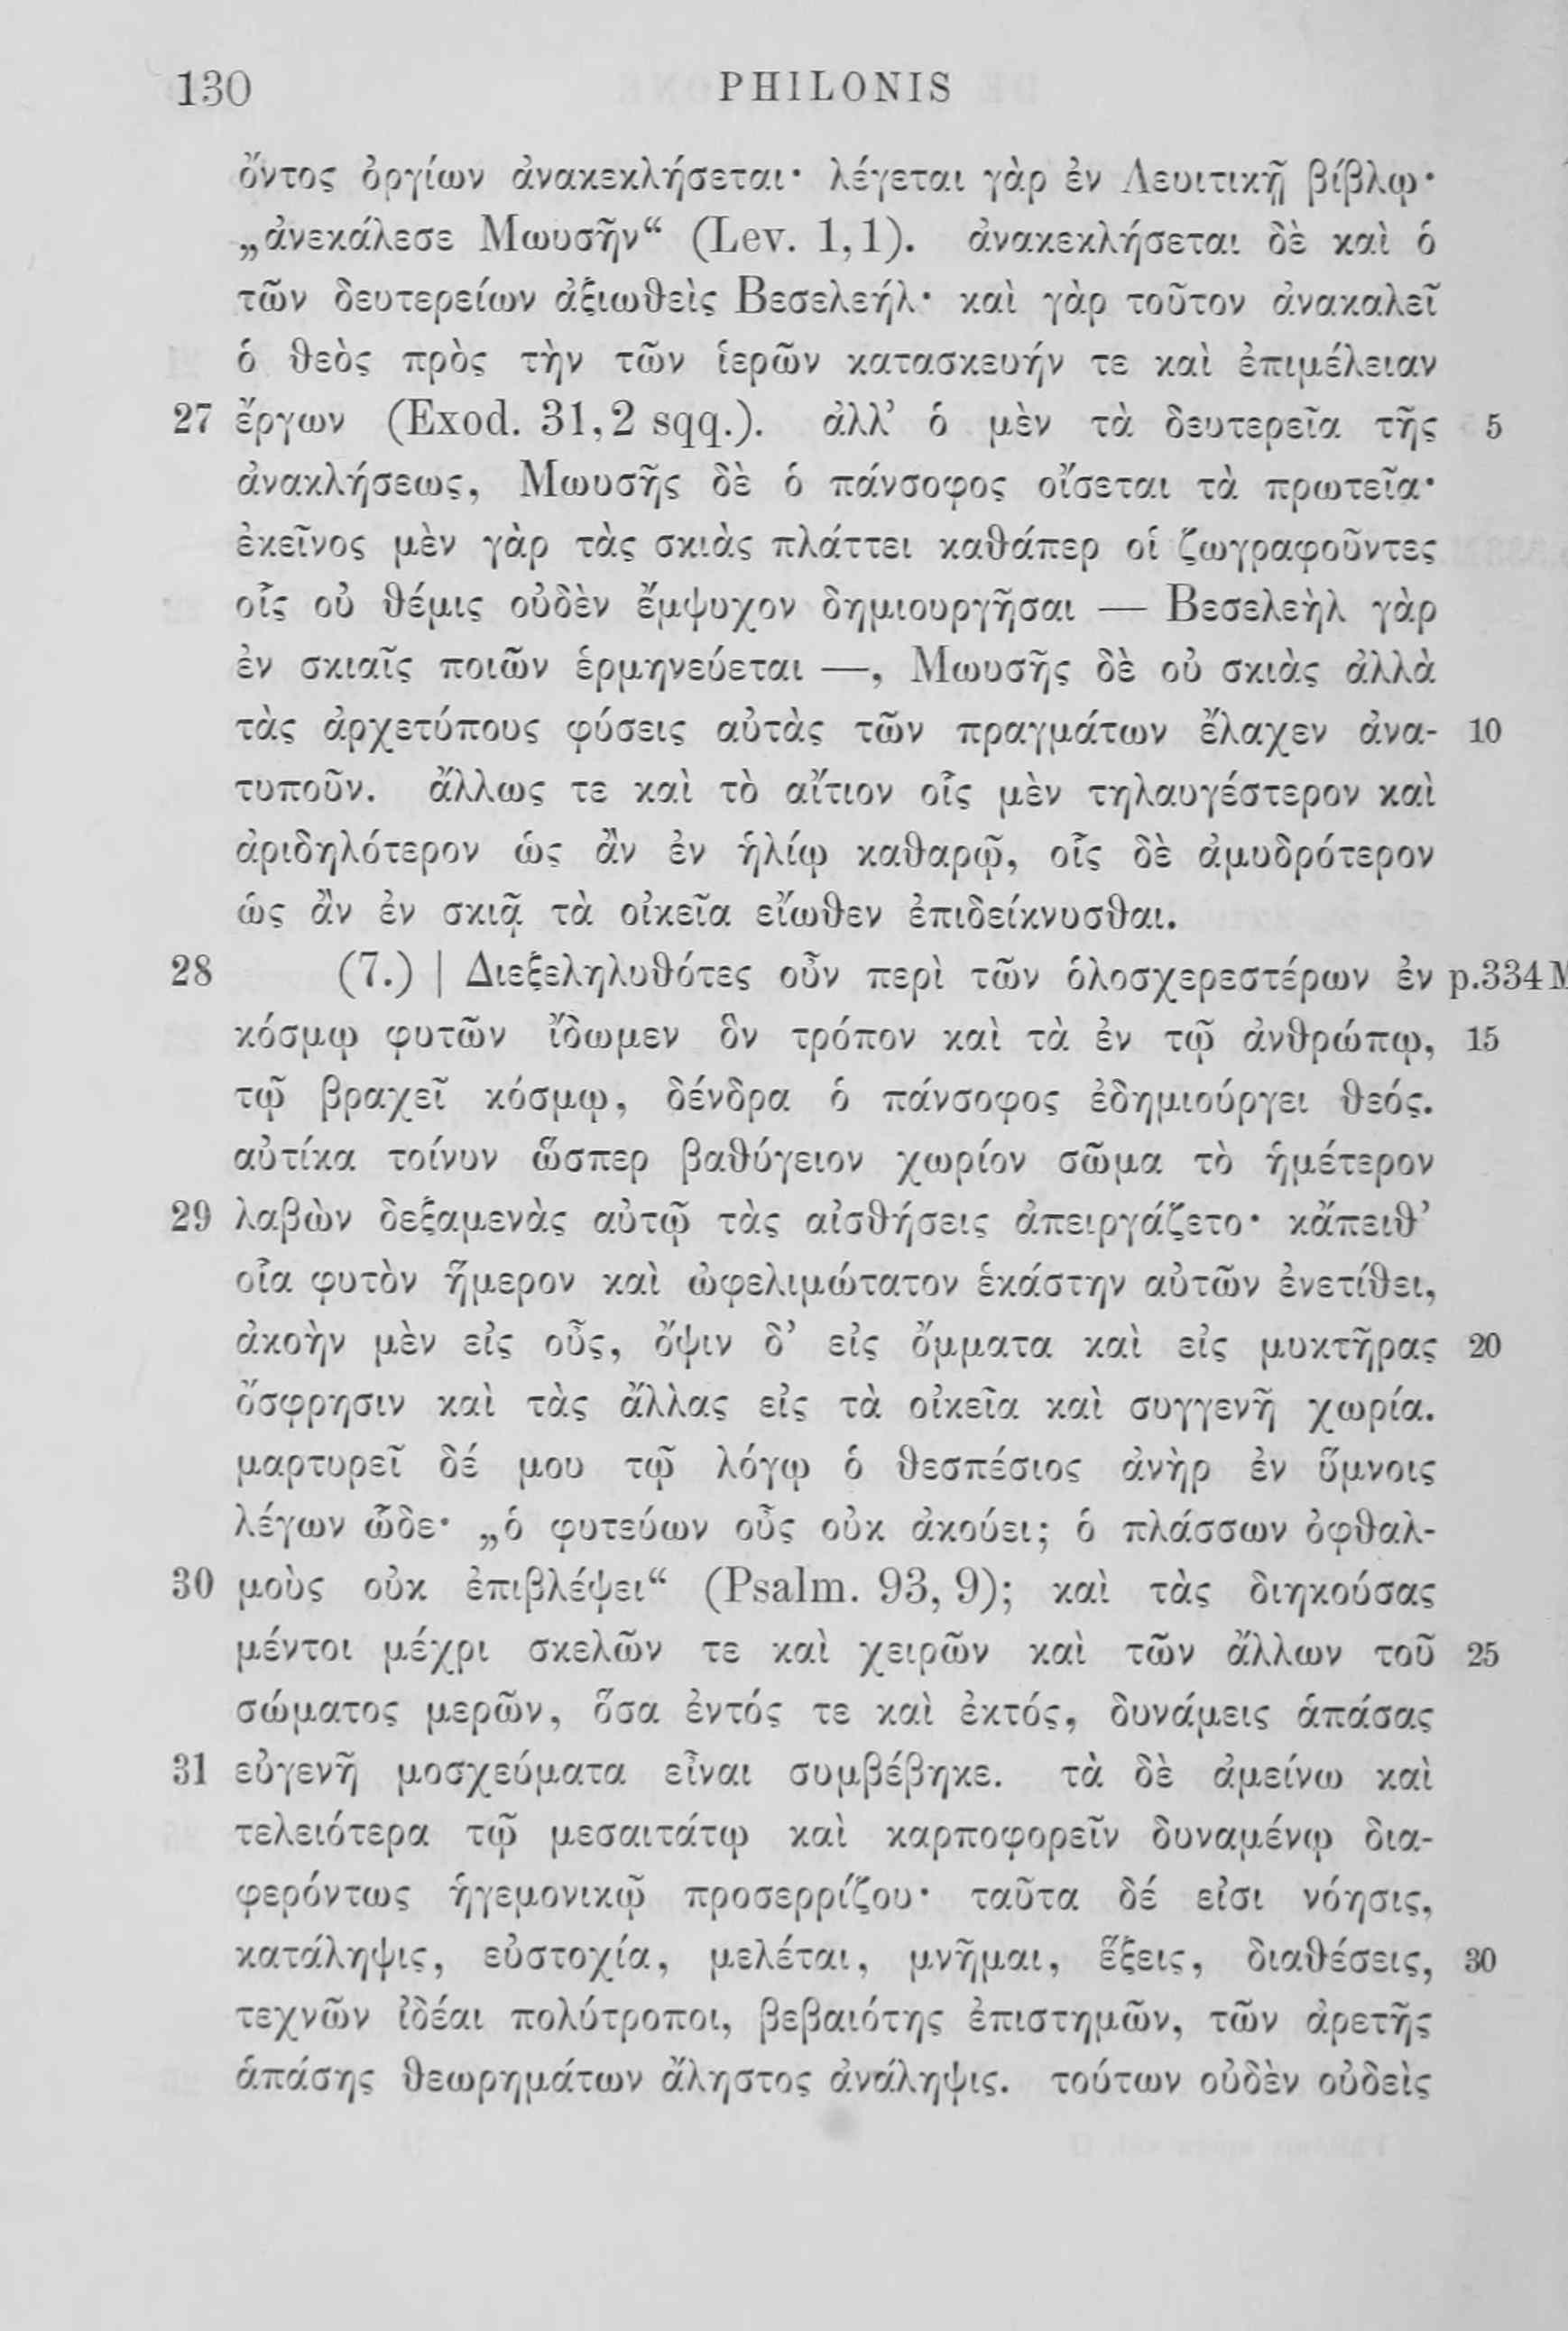 130 PHILONIS
ὄντος ὀργίων ἀνακεκλήσεται· λέγεται γὰρ ἐν Λευιτικῇ βίβλῳ·
„ἀνεκάλεσε Μωυσῆν“ (Lev. 1,1). ἀνακεκλήσεται δὲ καὶ ὁ
τῶν δευτερείων ἀξιωθεὶς Βεσελεήλ· καὶ γὰρ τοῦτον ἀνακαλεῖ
ὁ θεὸς πρὸς τὴν τῶν ἱερῶν κατασκευήν τε καὶ ἐπιμέλειαν
27 ἔργων (Exod. 31,2 sqq.). ἀλλ’ ὁ μὲν τὰ δευτερεῖα τῆς 5
ἀνακλήσεως, Μωυσῆς δὲ ὁ πάνσοφος οἴσεται τὰ πρωτεῖα·
ἐκεῖνος μὲν γὰρ τὰς σκιὰς πλάττει καθάπερ οἱ ζωγραφοῦντες
οἷς οὐ θέμις οὐδὲν ἔμψυχον δημιουργῆσαι — Βεσελεὴλ γὰρ
ἐν σκιαῖς ποιῶν ἑρμηνεύεται —, Μωυσῆς δὲ οὐ σκιὰς ἀλλὰ
τὰς ἀρχετύπους φύσεις αὐτὰς τῶν πραγμάτων ἔλαχεν ἀνα- 10
τυποῦν. ἄλλως τε καὶ τὸ αἴτιον οἷς μὲν τηλαυγέστερον καὶ
ἀριδηλότερον ὡς ἂν ἐν ἡλίῳ καθαρῷ, οἷς δὲ ἀμυδρότερον
ὡς ἂν ἐν σκιᾷ τὰ οἰκεῖα εἴωθεν ἐπιδείκνυσθαι.
28 (7.) | Διεξεληλυθότες οὖν περὶ τῶν ὁλοσχερεστέρων ἐν p.334 M
κόσμῳ φυτῶν ἴδωμεν ὃν τρόπον καὶ τὰ ἐν τῷ ἀνθρώπῳ, 15
τῷ βραχεῖ κόσμῳ, δένδρα ὁ πάνσοφος ἐδημιούργει θεός.
αὐτίκα τοίνυν ὥσπερ βαθύγειον χωρίον σῶμα τὸ ἡμέτερον
29 λαβὼν δεξαμενὰς αὐτῷ τὰς αἰσθήσεις ἀπειργάζετο· κἄπειθ’
οἷα φυτὸν ἥμερον καὶ ὠφελιμώτατον ἑκάστην αὐτῶν ἐνετίθει,
ἀκοὴν μὲν εἰς οὖς, ὄψιν δ’ εἰς ὄμματα καὶ εἰς μυκτῆρας 20
ὄσφρησιν καὶ τὰς ἄλλας εἰς τὰ οἰκεῖα καὶ συγγενῆ χωρία.
μαρτυρεῖ δέ μου τῷ λόγῳ ὁ θεσπέσιος ἀνὴρ ἐν ὕμνοις
λέγων ὧδε· „ὁ φυτεύων οὖς οὐκ ἀκούει; ὁ πλάσσων ὀφθαλ-
30 μοὺς οὐκ ἐπιβλέψει“ (Psalm. 93, 9); καὶ τὰς διηκούσας
μέντοι μέχρι σκελῶν τε καὶ χειρῶν καὶ τῶν ἄλλων τοῦ 25
σώματος μερῶν, ὅσα ἐντός τε καὶ ἐκτός, δυνάμεις ἁπάσας
31 εὐγενῆ μοσχεύματα εἶναι συμβέβηκε. τὰ δὲ ἀμείνω καὶ
τελειότερα τῷ μεσαιτάτῳ καὶ καρποφορεῖν δυναμένῳ δια-
φερόντως ἡγεμονικῷ προσερρίζου· ταῦτα δέ εἰσι νόησις,
κατάληψις, εὐστοχία, μελέται, μνῆμαι, ἕξεις, διαθέσεις, 30
τεχνῶν ἰδέαι πολύτροποι, βεβαιότης ἐπιστημῶν, τῶν ἀρετῆς
ἁπάσης θεωρημάτων ἄληστος ἀνάληψις. τούτων οὐδὲν οὐδεὶς